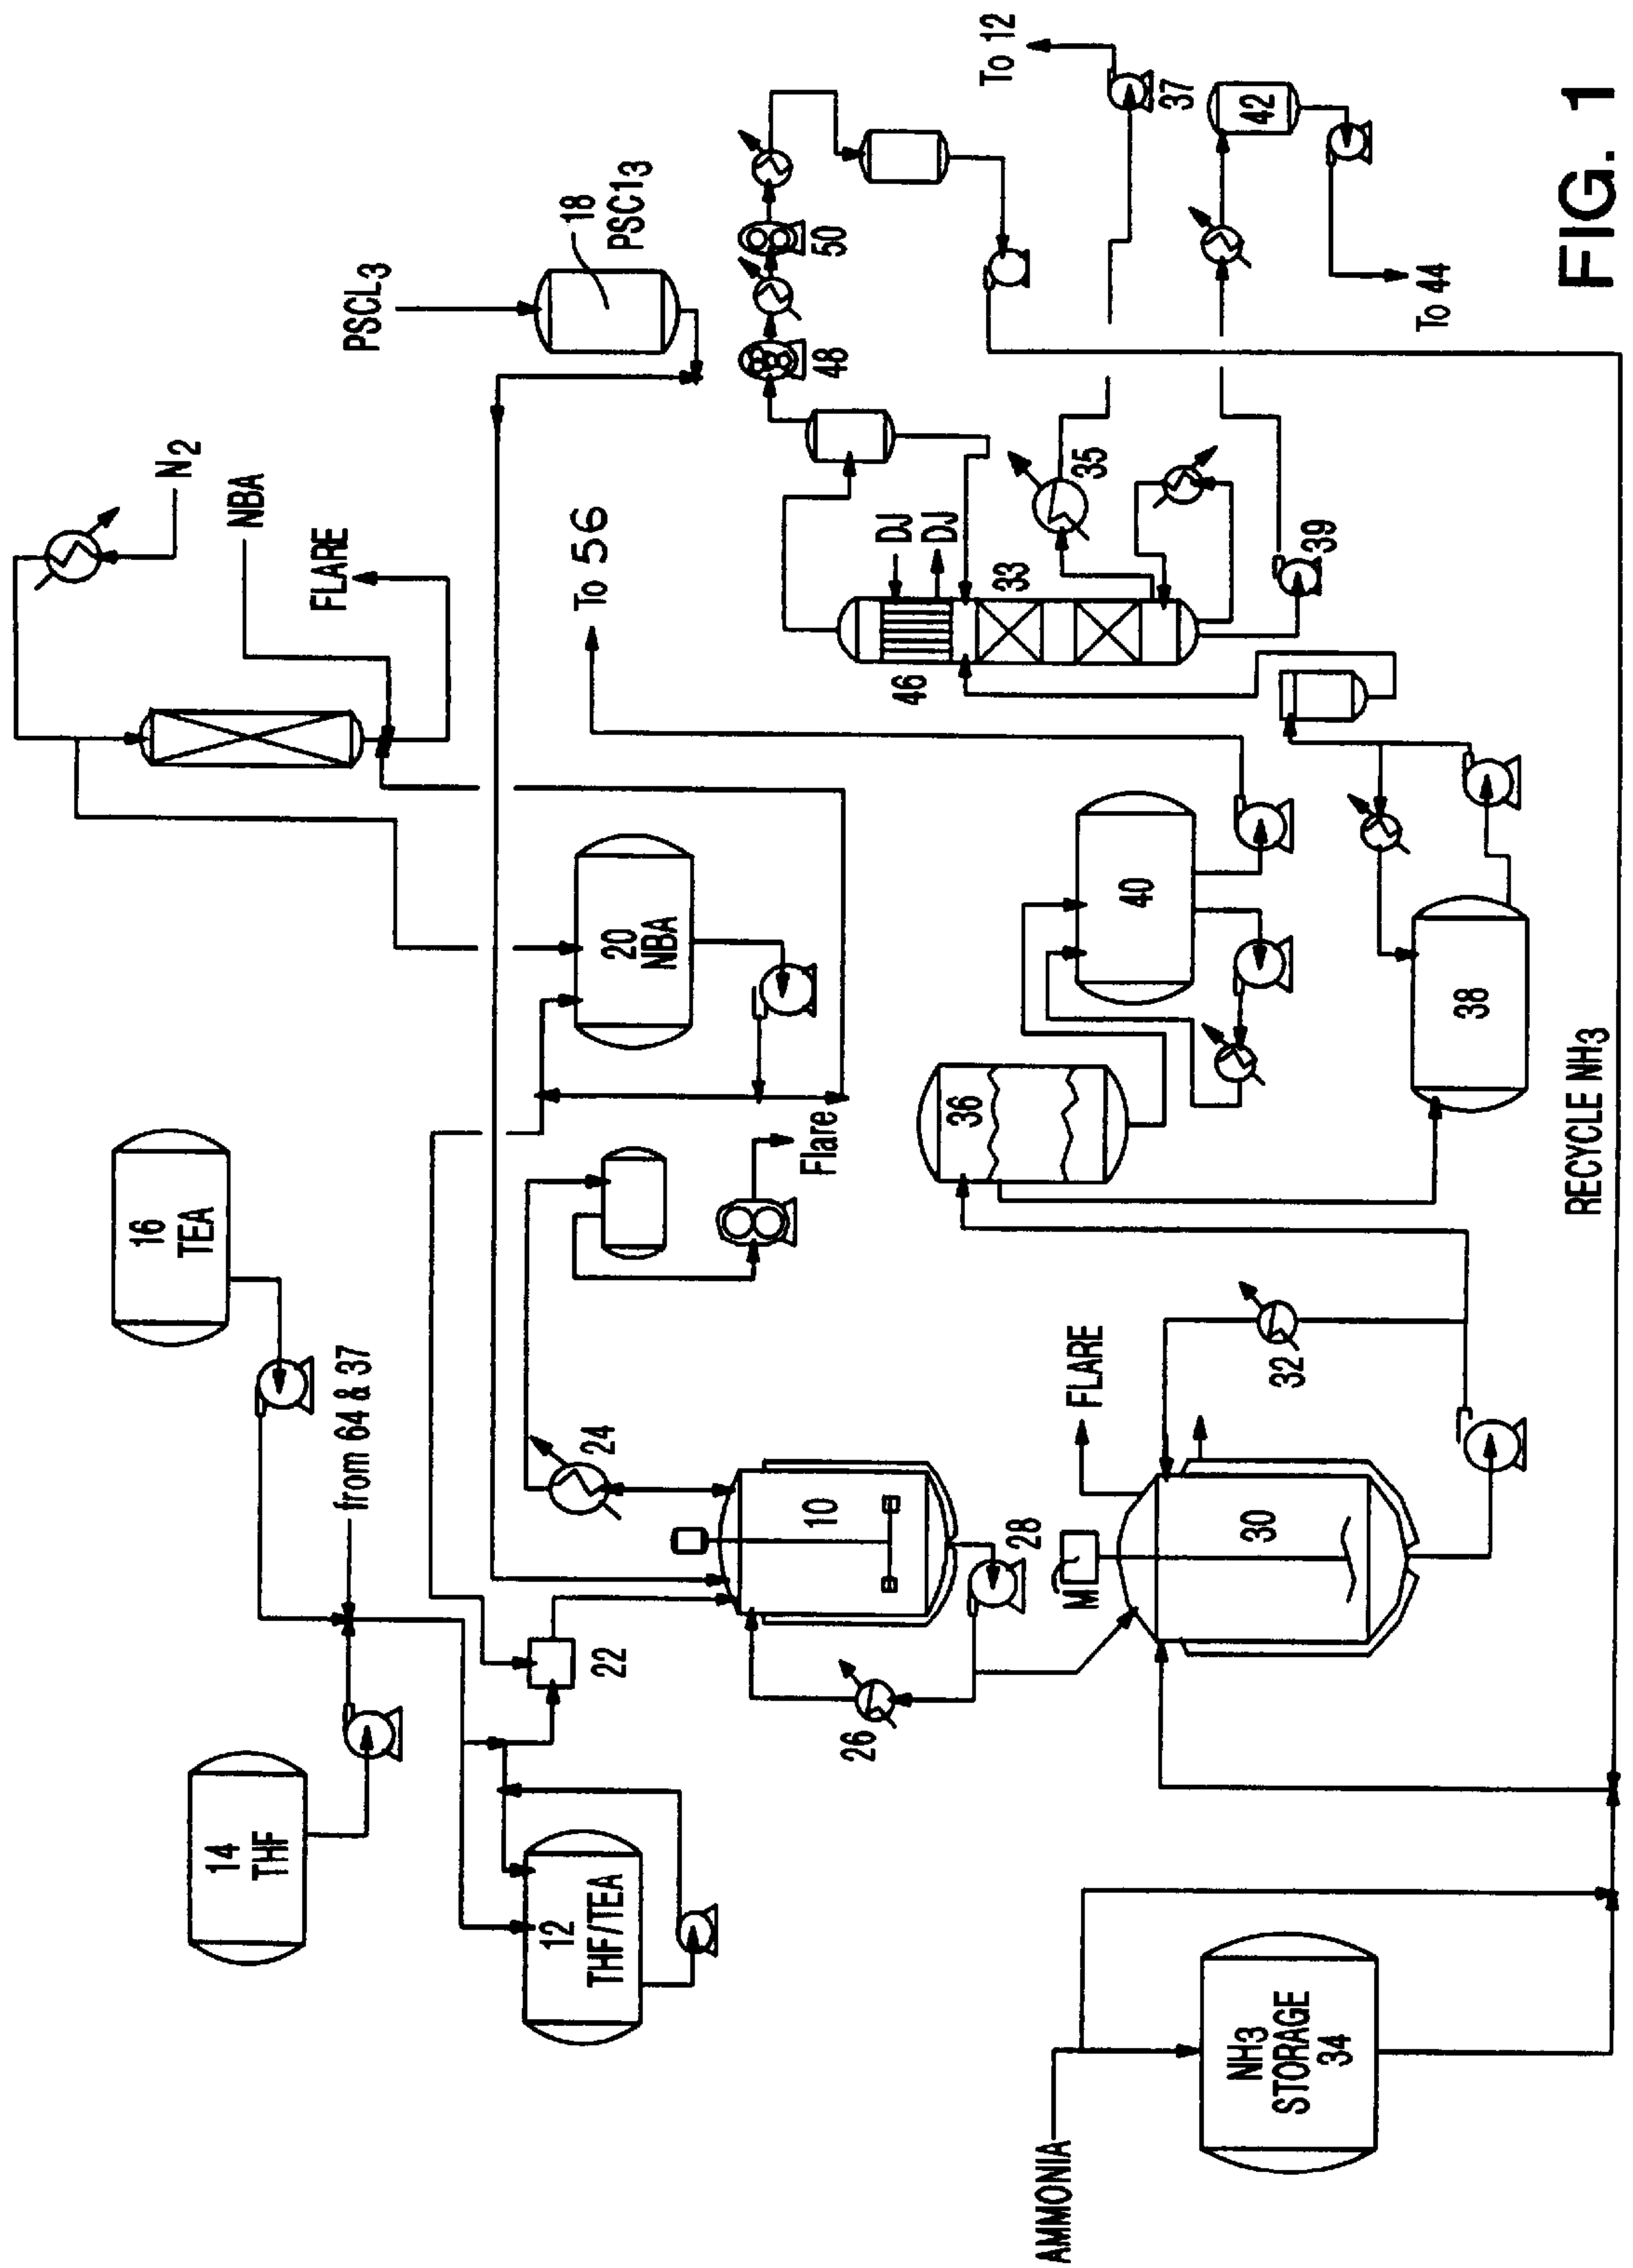 16
TEA
14
THF
from 64 & 37
12
THF/TEA
22
N2
NBA
FLARE
20
NBA
PSCL3
18
PSC13
24
Flare
10
26
28
To 56
AMMONIA
NH3
STORAGE
34
M
FLARE
30
32
36
40
38
46
DJ
DJ
33
35
39
48
50
To 12
37
42
To 44
RECYCLE NH3
FIG. 1